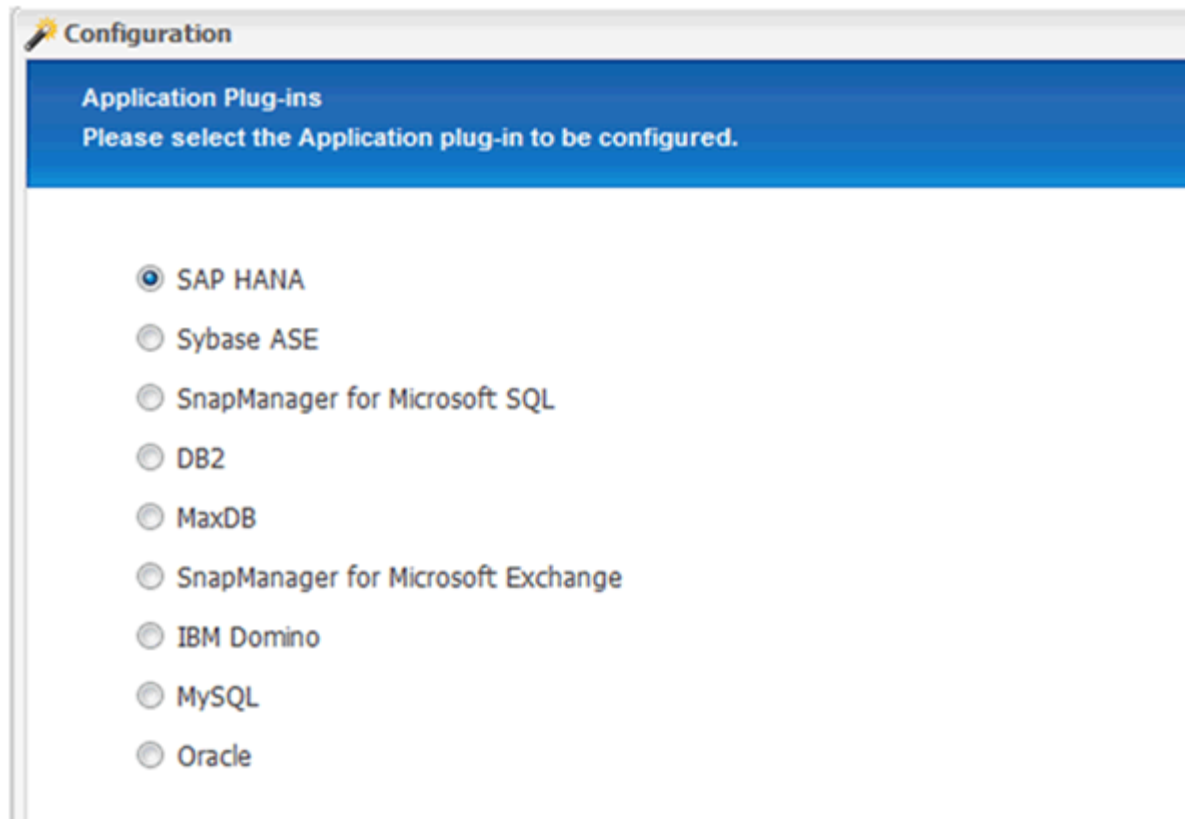 Configuration
Application Plug-ins
Please select the Application plug-in to be configured.
SAP HANA
Sybase ASE
SnapManager for Microsoft SQL
DB2
MaxDB
SnapManager for Microsoft Exchange
IBM Domino
MySQL
Oracle